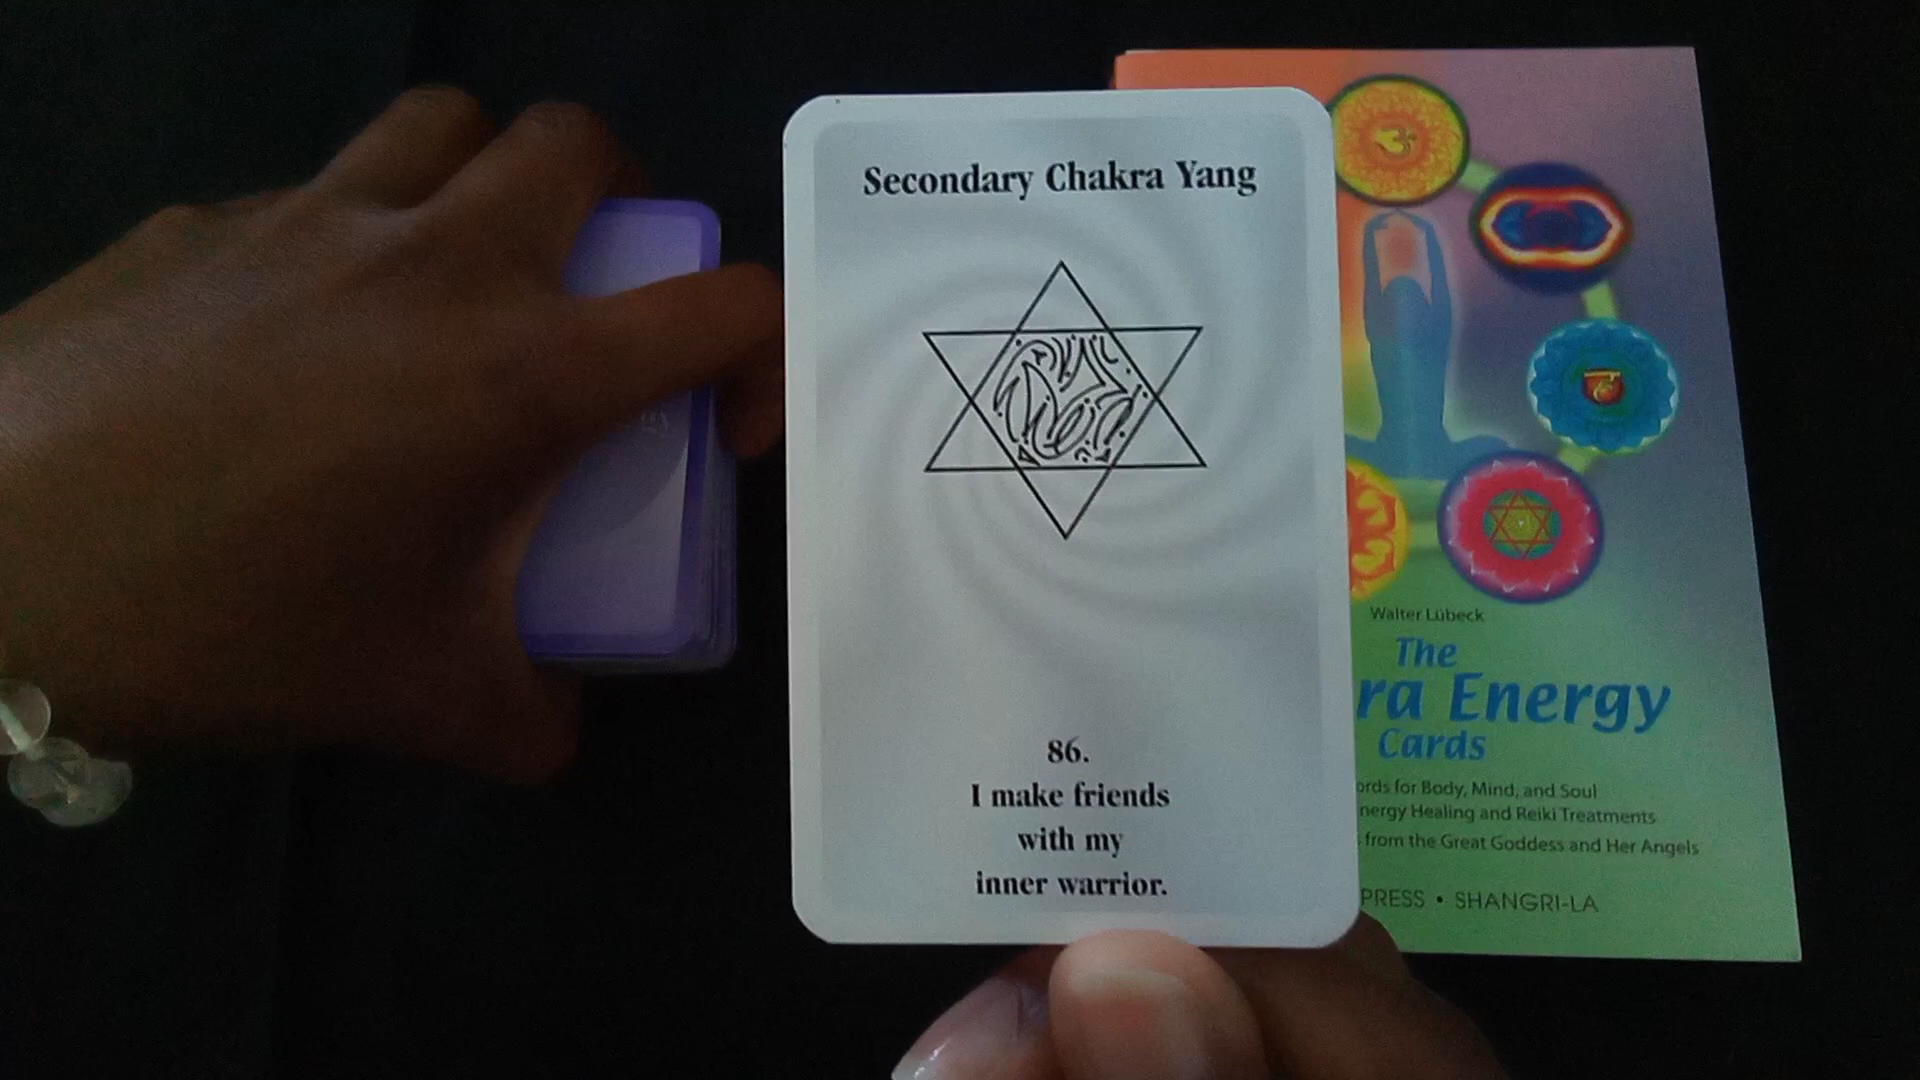 Secondary Chakra Yang
86.
I make friends
with my
inner warrior.
Walter Lübeck
The
ra Energy
Cards
ords for Body, Mind, and Soul
nergy Healing and Reiki Treatments
from the Great Goddess and Her Angels
PRESS • SHANGRI-LA